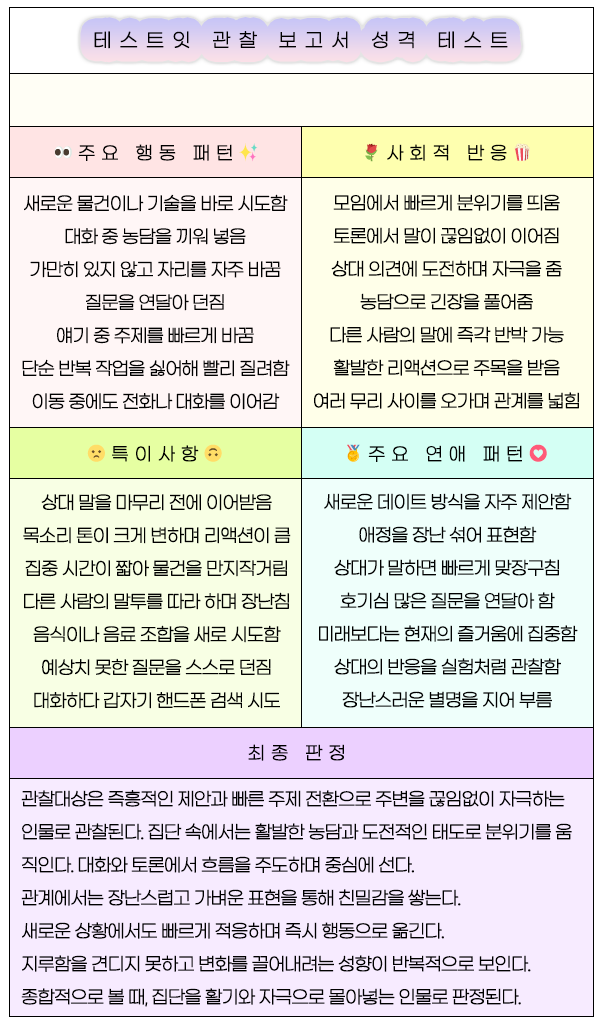 테스트잇 관찰 보고서 성격 테스트
👀주요 행동 패턴✨
🌹사회적 반응🍿
새로운 물건이나 기술을 바로 시도함
대화 중 농담을 끼워 넣음
가만히 있지 않고 자리를 자주 바꿈
질문을 연달아 던짐
얘기 중 주제를 빠르게 바꿈
단순 반복 작업을 싫어해 빨리 질려함
이동 중에도 전화나 대화를 이어감
모임에서 빠르게 분위기를 띄움
토론에서 말이 끊임없이 이어짐
상대 의견에 도전하며 자극을 줌
농담으로 긴장을 풀어줌
다른 사람의 말에 즉각 반박 가능
활발한 리액션으로 주목을 받음
여러 무리 사이를 오가며 관계를 넓힘
🙁특이사항🙃
🏅주요 연애 패턴💟
상대 말을 마무리 전에 이어받음
목소리 톤이 크게 변하며 리액션이 큼
집중 시간이 짧아 물건을 만지작거림
다른 사람의 말투를 따라 하며 장난침
음식이나 음료 조합을 새로 시도함
예상치 못한 질문을 스스로 던짐
대화하다 갑자기 핸드폰 검색 시도
새로운 데이트 방식을 자주 제안함
애정을 장난 섞어 표현함
상대가 말하면 빠르게 맞장구침
호기심 많은 질문을 연달아 함
미래보다는 현재의 즐거움에 집중함
상대의 반응을 실험처럼 관찰함
장난스러운 별명을 지어 부름
최종 판정
관찰대상은 즉흥적인 제안과 빠른 주제 전환으로 주변을 끊임없이 자극하는
인물로 관찰된다. 집단 속에서는 활발한 농담과 도전적인 태도로 분위기를 움
직인다. 대화와 토론에서 흐름을 주도하며 중심에 선다.
관계에서는 장난스럽고 가벼운 표현을 통해 친밀감을 쌓는다.
새로운 상황에서도 빠르게 적응하며 즉시 행동으로 옮긴다.
지루함을 견디지 못하고 변화를 끌어내려는 성향이 반복적으로 보인다.
종합적으로 볼 때, 집단을 활기와 자극으로 몰아넣는 인물로 판정된다.